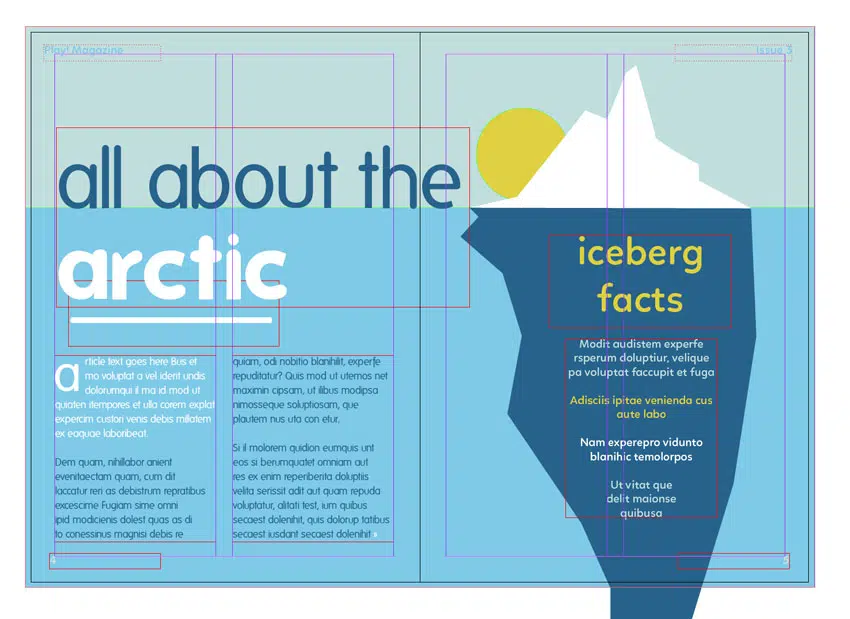 Play! Magazine
Issue 3
all about the
arctic
article text goes here Bus et
mo voluptat a vel iderit undis
dolorumqui il ma id mod ut
quiaten itempores et ulla corem explat
expercim custori venis debis millatem
ex eaquae laboribeat.
Dem quam, nihillabor anient
evenitaectam quam, cum dit
laccatur reri as debistrum repratibus
excescime Fugiam sime omni
ipid modicienis dolest quas as di
to conessinus magnisi debis re
quiam, odi nobitio blanhilit, experfe
repuditatur? Quis mod ut utemos net
maximin cipsam, ut ilibus modipsa
nimosseque soluptiosam, que
plautem nus uta con etur.
Si il molorem quidion eumquis unt
eos si berumquatet omniam aut
res ex enim reperiberita doluptiis
velita serissit adit aut quam repuda
voluptatur, alitati test, ium quibus
secaest dolenihit, quis dolorup tatibus
secaest iusdant secaest dolenihit
iceberg
facts
Modit audistem experfe
rsperum doluptiur, velique
pa voluptat faccupit et fuga
Adisciis ipitae venienda cus
aute labo
Nam experepro vidunto
blanihic temolorpos
Ut vitat que
delit maionse
quibusa
4
5